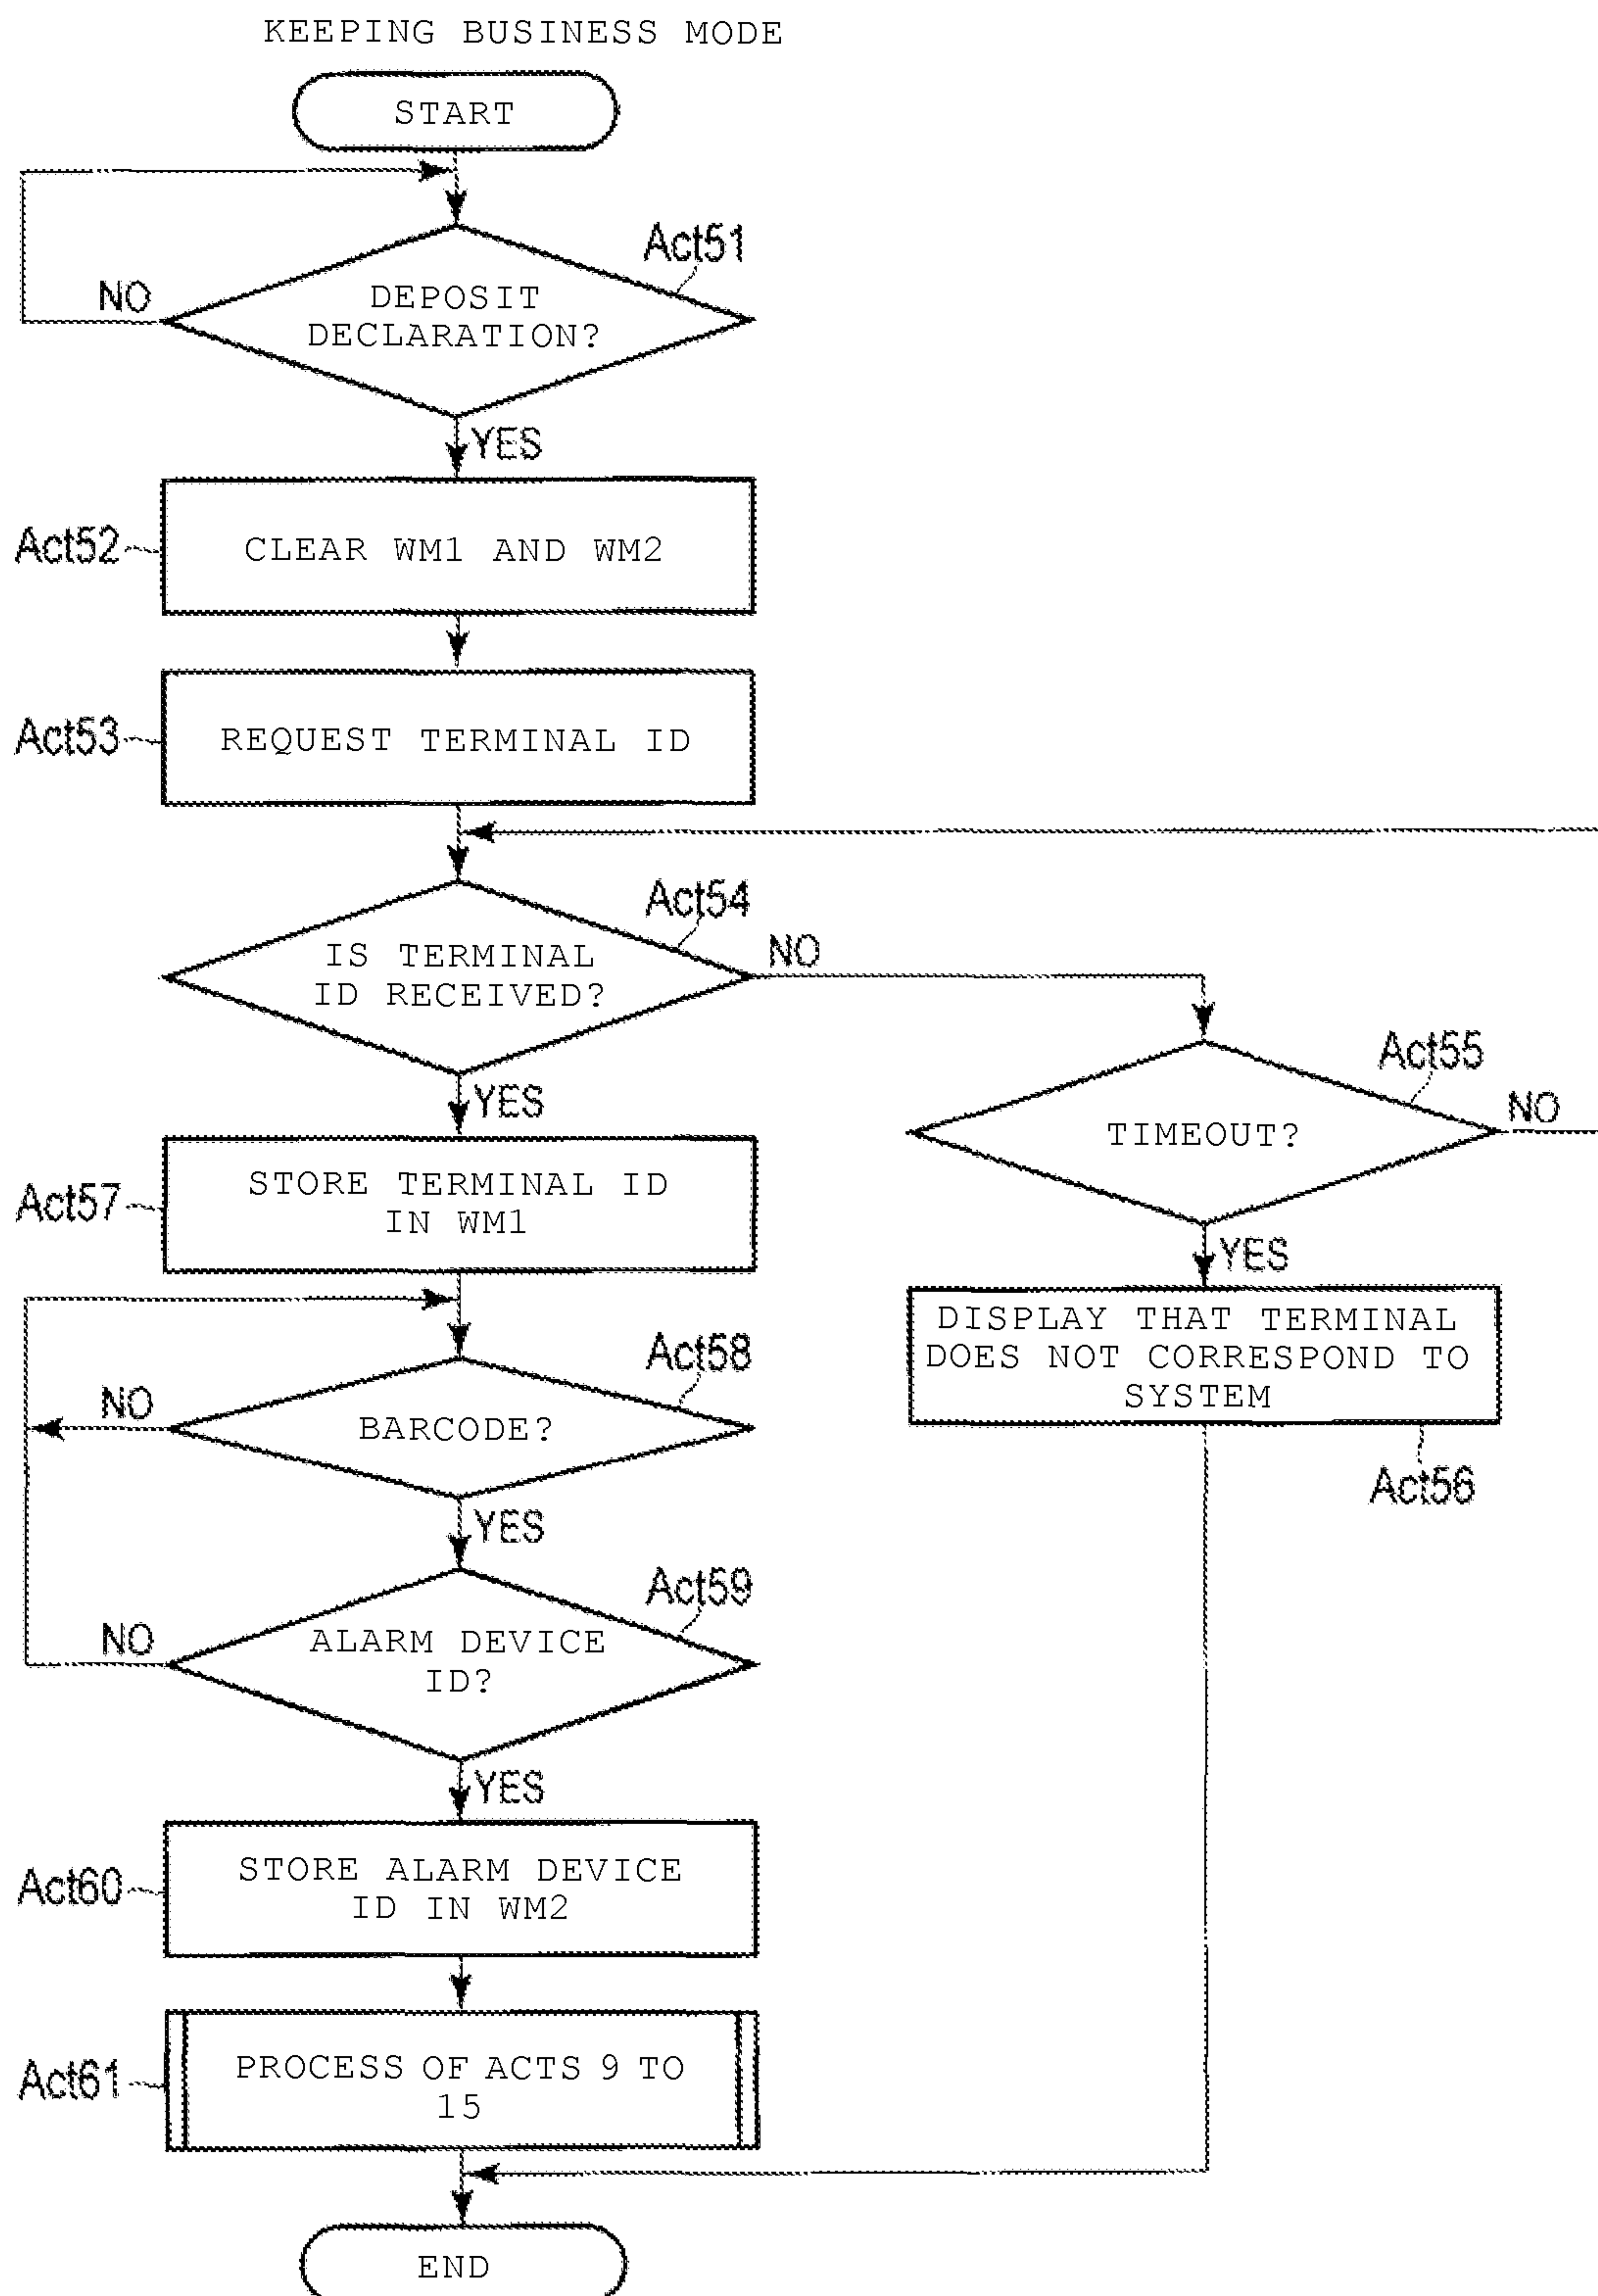 KEEPING BUSINESS MODE
START
Act51
NO
DEPOSIT
DECLARATION?
YES
Act52
CLEAR WM1 AND WM2
Act53
REQUEST TERMINAL ID
Act54
IS TERMINAL
ID RECEIVED?
NO
Act55
TIMEOUT?
NO
YES
DISPLAY THAT TERMINAL
DOES NOT CORRESPOND TO
SYSTEM
Act56
YES
Act57
STORE TERMINAL ID
IN WM1
Act58
NO
BARCODE?
YES
Act59
NO
ALARM DEVICE
ID?
YES
Act60
STORE ALARM DEVICE
ID IN WM2
Act61
PROCESS OF ACTS 9 TO
15
END